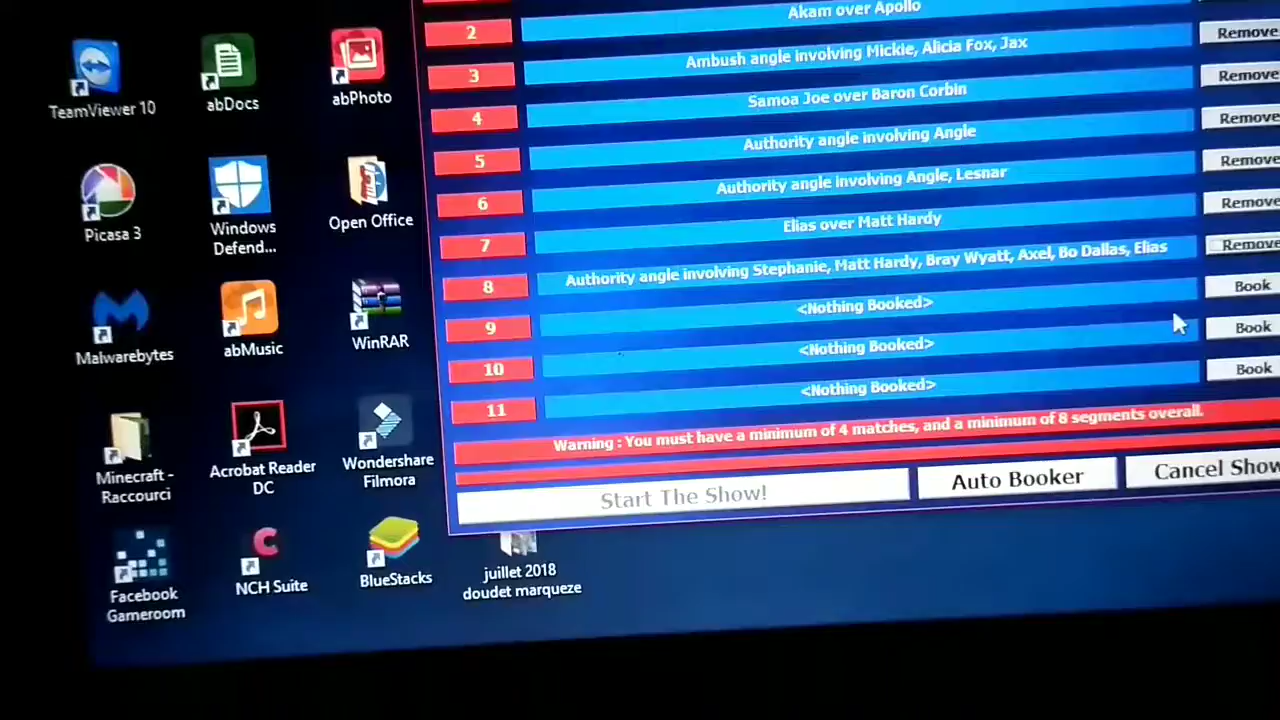 Akam over Apollo
2
Remove
Ambush angle involving Mickie, Alicia Fox, Jax
3
Remove
Samoa Joe over Baron Corbin
4
Remove
Authority angle involving Angle
5
Remove
Authority angle involving Angle, Lesnar
6
Remove
Elias over Matt Hardy
7
Remove
Authority angle involving Stephanie, Matt Hardy, Bray Wyatt, Axel, Bo Dallas, Elias
8
Book
<Nothing Booked>
9
Book
<Nothing Booked>
10
Book
<Nothing Booked>
11
Warning : You must have a minimum of 4 matches, and a minimum of 8 segments overall.
Start The Show!
Auto Booker
Cancel Show
TeamViewer 10
abDocs
abPhoto
Picasa 3
Windows
Defend...
Open Office
Malwarebytes
abMusic
WinRAR
Minecraft -
Raccourci
Acrobat Reader
DC
Wondershare
Filmora
Facebook
Gameroom
NCH Suite
BlueStacks
juillet 2018
doudet marqueze